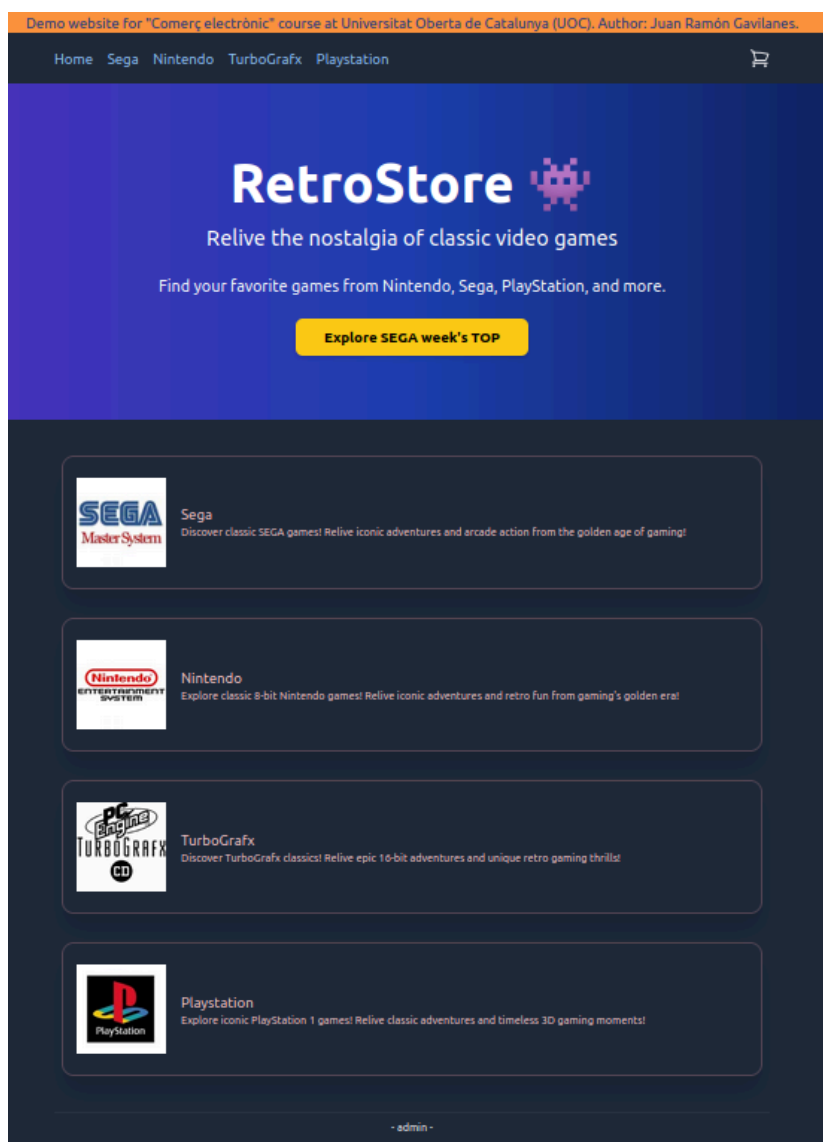 Demo website for "Comerç electrònic" course at Universitat Oberta de Catalunya (UOC). Author: Juan Ramón Gavilanes.
Home Sega Nintendo TurboGrafx Playstation
RetroStore
Relive the nostalgia of classic video games
Find your favorite games from Nintendo, Sega, PlayStation, and more.
Explore SEGA week's TOP
SEGA
Master System
Sega
Discover classic SEGA games! Relive iconic adventures and arcade action from the golden age of gaming!
Nintendo
ENTERTAINMENT
SYSTEM
Nintendo
Explore classic 8-bit Nintendo games! Relive iconic adventures and retro fun from gaming's golden era!
PC
Engine
TURBOGRAFX
CD
TurboGrafx
Discover TurboGrafx classics! Relive epic 16-bit adventures and unique retro gaming thrills!
PlayStation
Playstation
Explore iconic PlayStation 1 games! Relive classic adventures and timeless 3D gaming moments!
- admin -